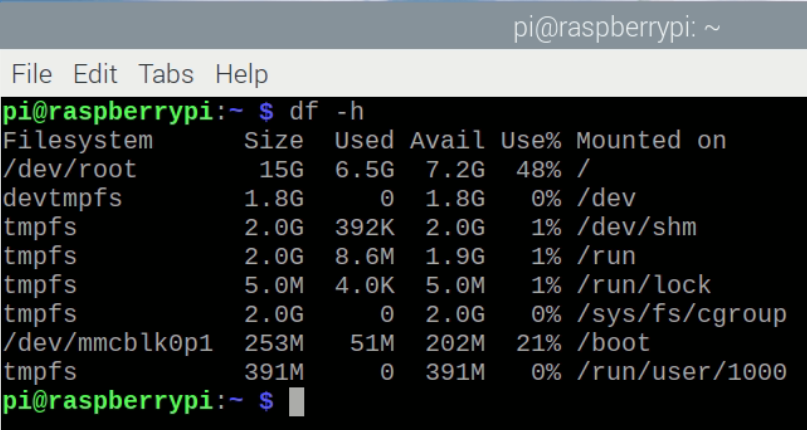 pi@raspberrypi: ~
File Edit Tabs Help
pi@raspberrypi:~ $ df -h
Filesystem      Size  Used Avail Use% Mounted on
/dev/root        15G  6.5G  7.2G  48% /
devtmpfs        1.8G     0  1.8G   0% /dev
tmpfs           2.0G  392K  2.0G   1% /dev/shm
tmpfs           2.0G  8.6M  1.9G   1% /run
tmpfs           5.0M  4.0K  5.0M   1% /run/lock
tmpfs           2.0G     0  2.0G   0% /sys/fs/cgroup
/dev/mmcblk0p1  253M   51M  202M  21% /boot
tmpfs           391M     0  391M   0% /run/user/1000
pi@raspberrypi:~ $